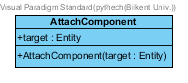 Visual Paradigm Standard(pythech(Bilkent Univ.))
AttachComponent
+target : Entity
+AttachComponent(target : Entity)